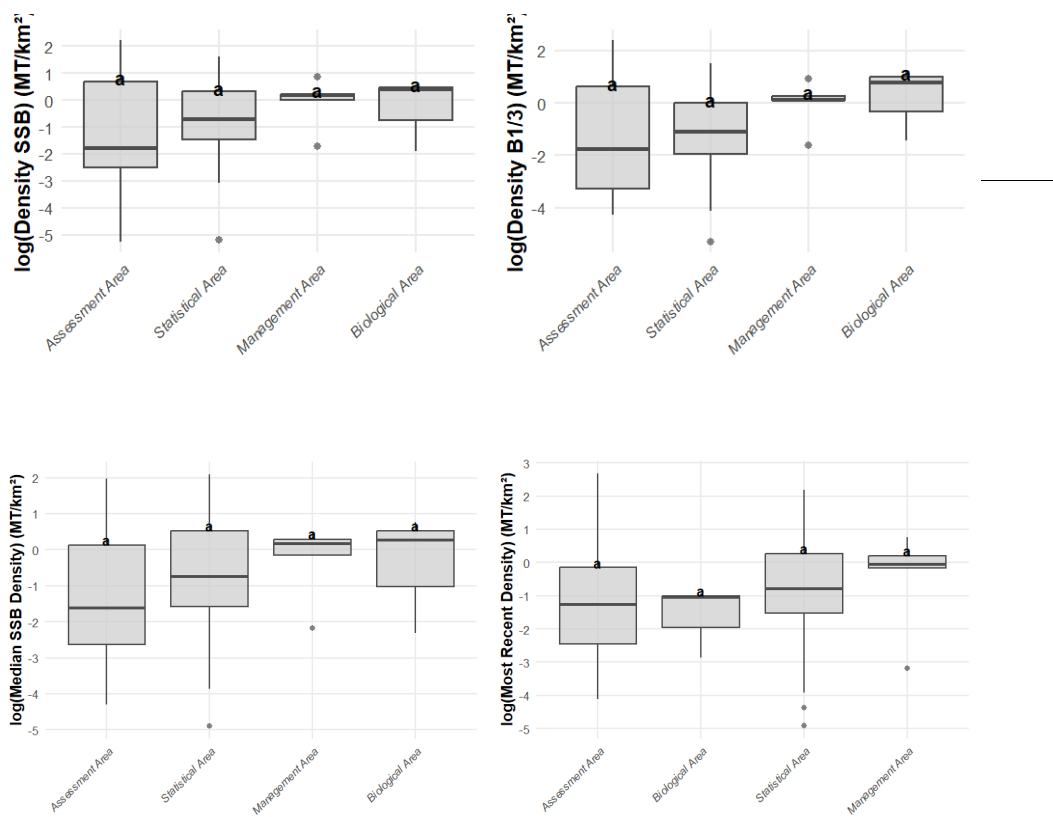 log(Density SSB) (MT/km²)
2
1
0
-1
-2
-3
-4
-5
a
a
a
a
Assessment Area
Statistical Area
Management Area
Biological Area
log(Density B1/3) (MT/km²)
2
0
-2
-4
a
a
a
a
Assessment Area
Statistical Area
Management Area
Biological Area
log(Median SSB Density) (MT/km²)
2
1
0
-1
-2
-3
-4
-5
a
a
a
a
Assessment Area
Statistical Area
Management Area
Biological Area
log(Most Recent Density) (MT/km²)
3
2
1
0
-1
-2
-3
-4
-5
a
a
a
a
Assessment Area
Biological Area
Statistical Area
Management Area